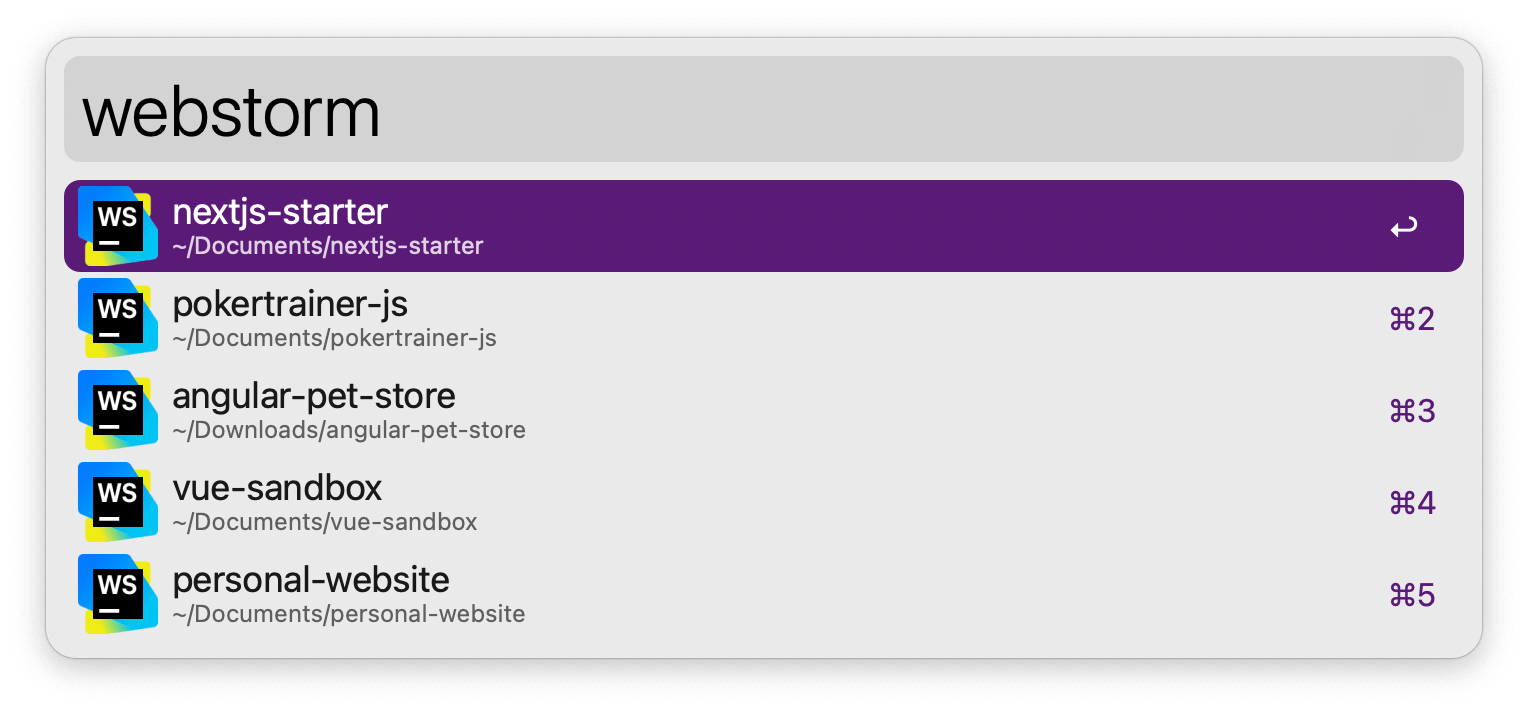 webstorm
WS
nextjs-starter
~/Documents/nextjs-starter
↩
WS
pokertrainer-js
~/Documents/pokertrainer-js
⌘2
WS
angular-pet-store
~/Downloads/angular-pet-store
⌘3
WS
vue-sandbox
~/Documents/vue-sandbox
⌘4
WS
personal-website
~/Documents/personal-website
⌘5